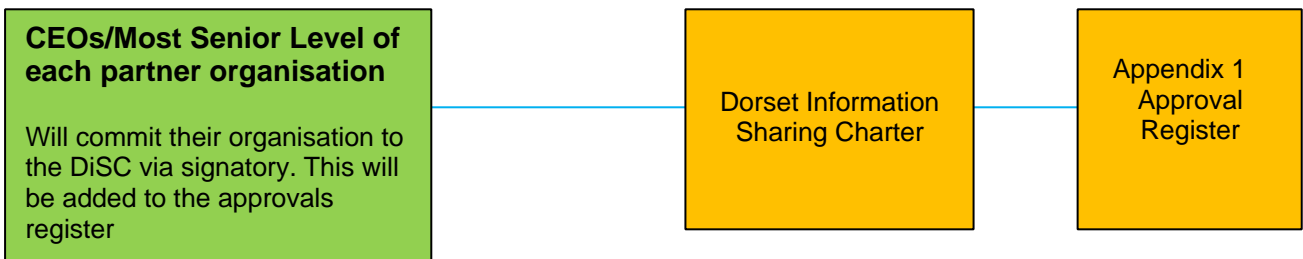 CEOs/Most Senior Level of
each partner organisation
Will commit their organisation to
the DiSC via signatory. This will
be added to the approvals
register
Dorset Information
Sharing Charter
Appendix 1
Approval
Register